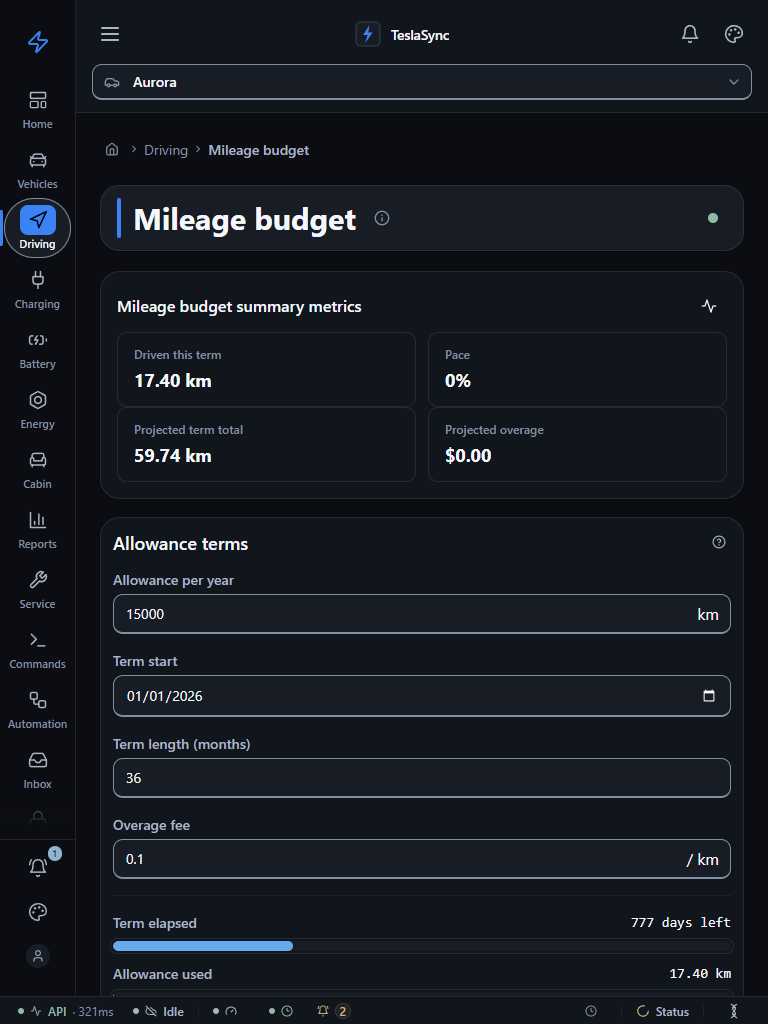 TeslaSync
Aurora
Home
Vehicles
Driving
Charging
Battery
Energy
Cabin
Reports
Service
Commands
Automation
Inbox
1
Driving
Mileage budget
Mileage budget
Mileage budget summary metrics
Driven this term
17.40 km
Pace
0%
Projected term total
59.74 km
Projected overage
$0.00
Allowance terms
Allowance per year
15000 km
Term start
01/01/2026
Term length (months)
36
Overage fee
0.1 / km
Term elapsed 777 days left
Allowance used 17.40 km
API · 321ms Idle 2 Status